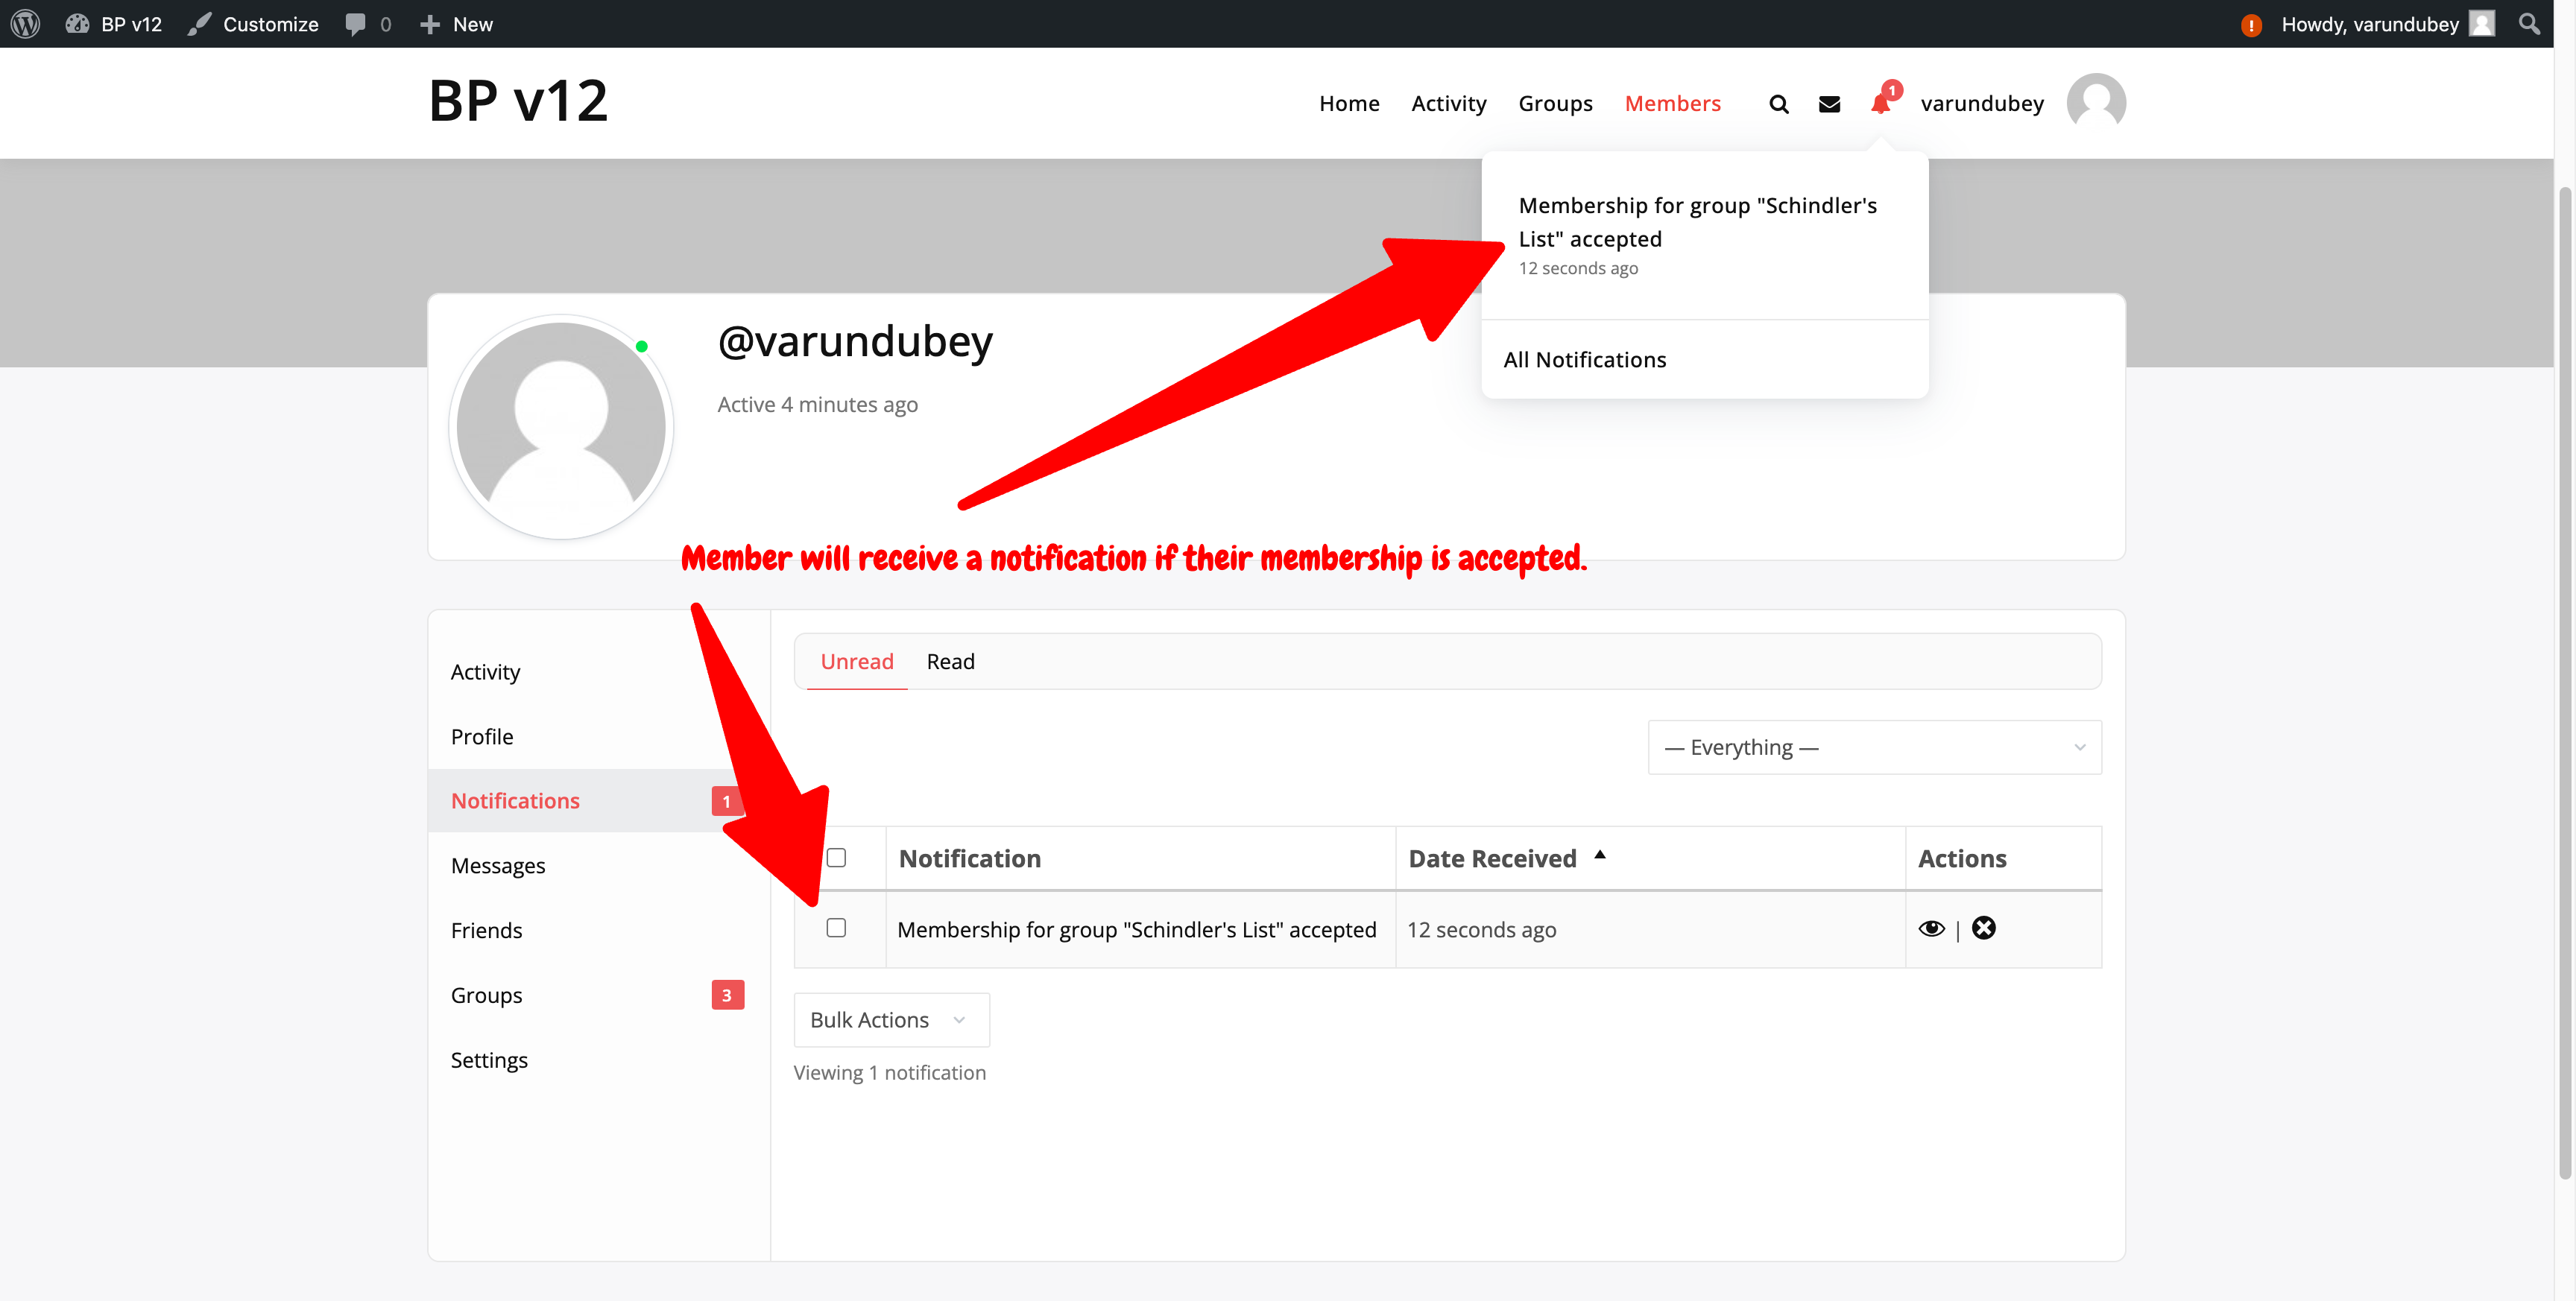 BP v12
Customize
0
New
!
Howdy, varundubey
BP v12
Home
Activity
Groups
Members
1
varundubey
Membership for group "Schindler's
List" accepted
12 seconds ago
All Notifications
@varundubey
Active 4 minutes ago
Member will receive a notification if their membership is accepted.
Activity
Profile
Notifications
1
Messages
Friends
Groups
3
Settings
Unread
Read
— Everything —
Notification
Date Received
Actions
Membership for group "Schindler's List" accepted
12 seconds ago
|
Bulk Actions
Viewing 1 notification